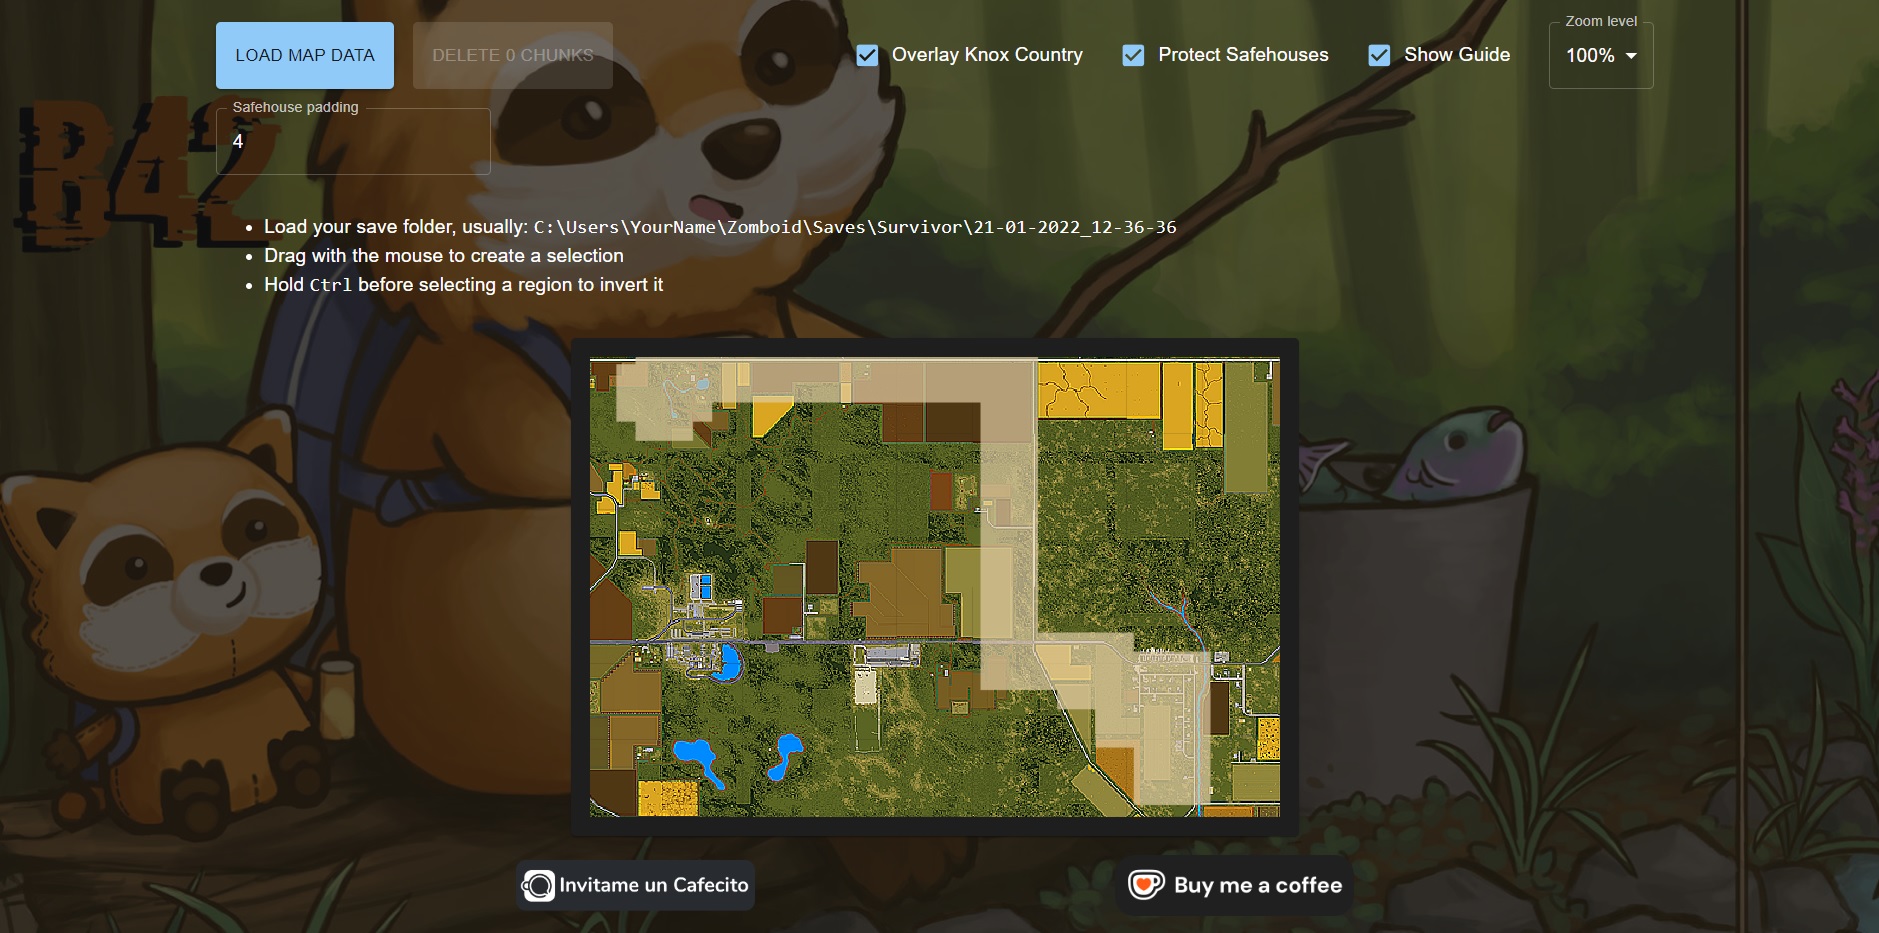 LOAD MAP DATA
DELETE 0 CHUNKS
Overlay Knox Country
Protect Safehouses
Show Guide
Zoom level
100%
Safehouse padding
4
B42
Load your save folder, usually: C:\Users\YourName\Zomboid\Saves\Survivor\21-01-2022_12-36-36
Drag with the mouse to create a selection
Hold Ctrl before selecting a region to invert it
Invitame un Cafecito
Buy me a coffee